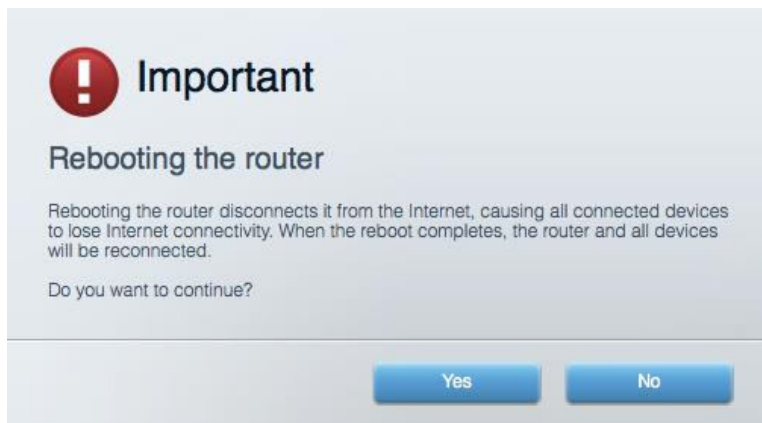 Important
Rebooting the router
Rebooting the router disconnects it from the Internet, causing all connected devices
to lose Internet connectivity. When the reboot completes, the router and all devices
will be reconnected.
Do you want to continue?
Yes No